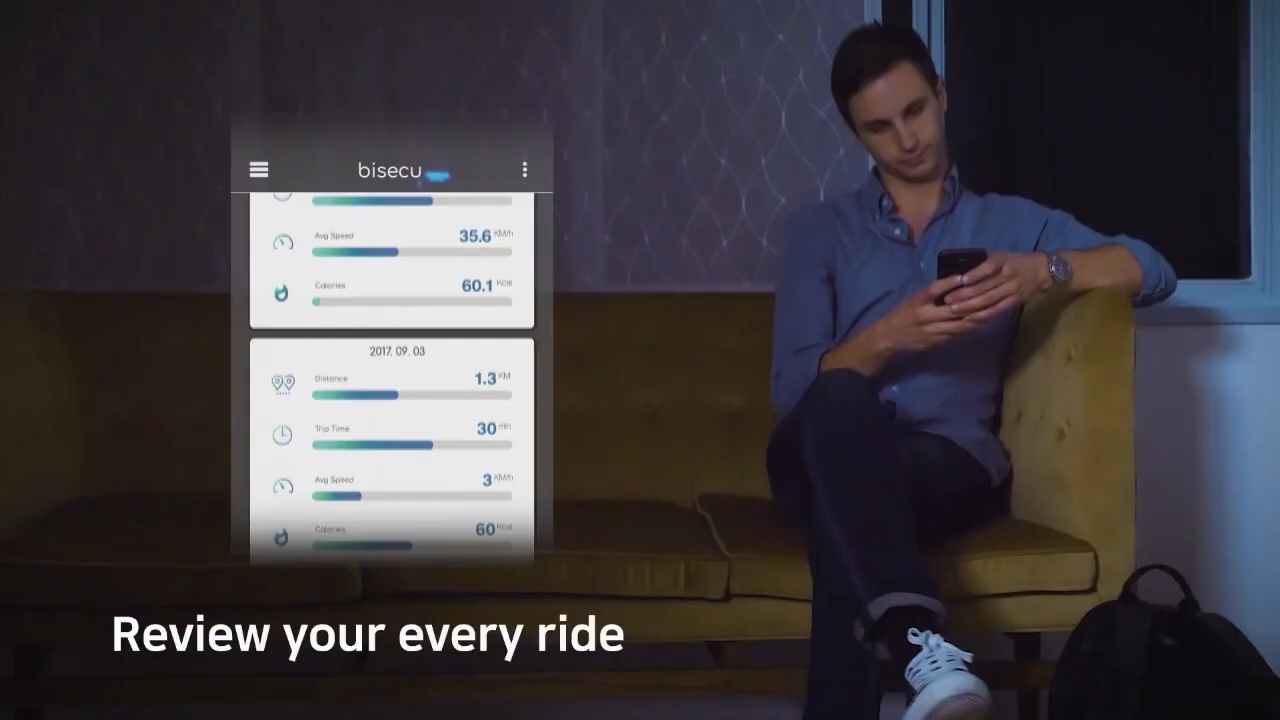 bisecu
Avg Speed 35.6 KM/h
Calories 60.1 Kcal
2017. 09. 03
Distance 1.3 KM
Trip Time 30
Avg Speed 3 KM/h
Calories 60 Kcal
Review your every ride